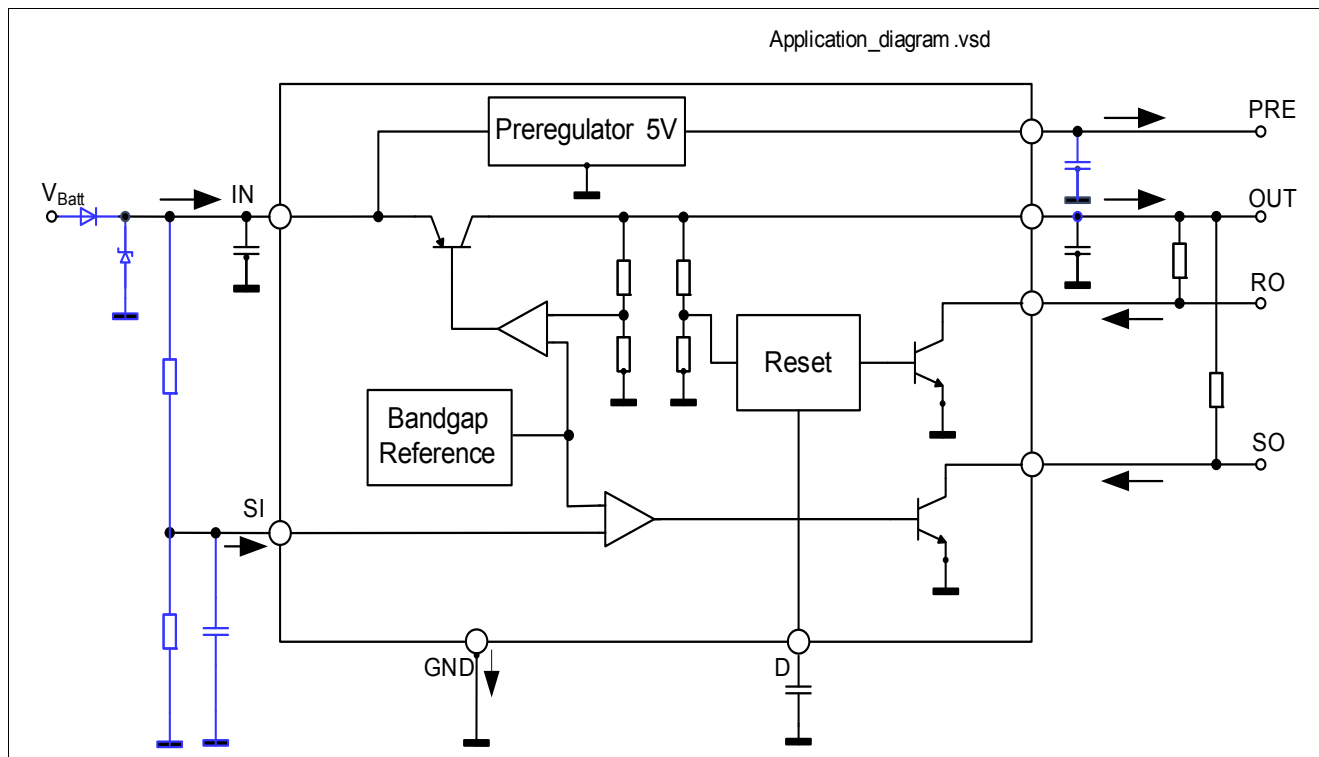 Application_diagram .vsd
PRE
Preregulator 5V
VBatt
IN
OUT
RO
Reset
Bandgap
Reference
SO
SI
GND
D